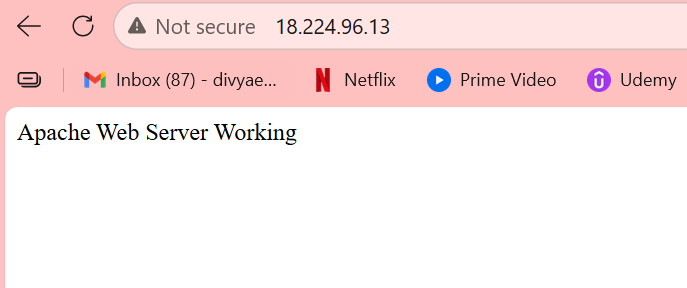 Not secure 18.224.96.13
Inbox (87) - divyae... Netflix Prime Video Udemy
Apache Web Server Working